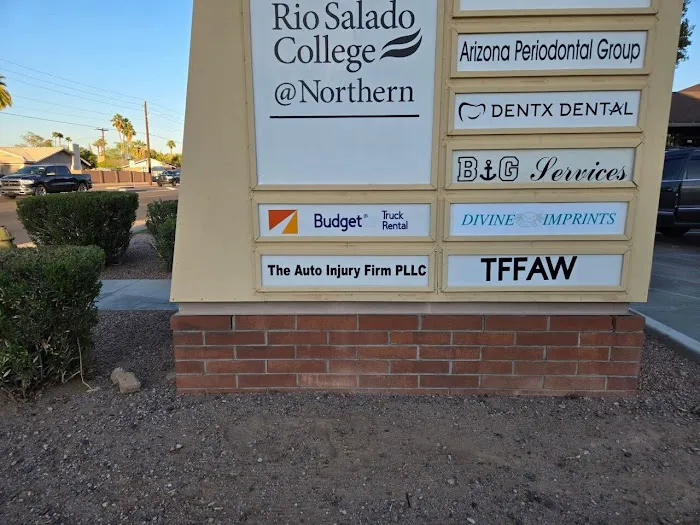 Rio Salado
College
@Northern
Budget® Truck
Rental
The Auto Injury Firm PLLC
Arizona Periodontal Group
DENTX DENTAL
B&G Services
DIVINE IMPRINTS
TFFAW